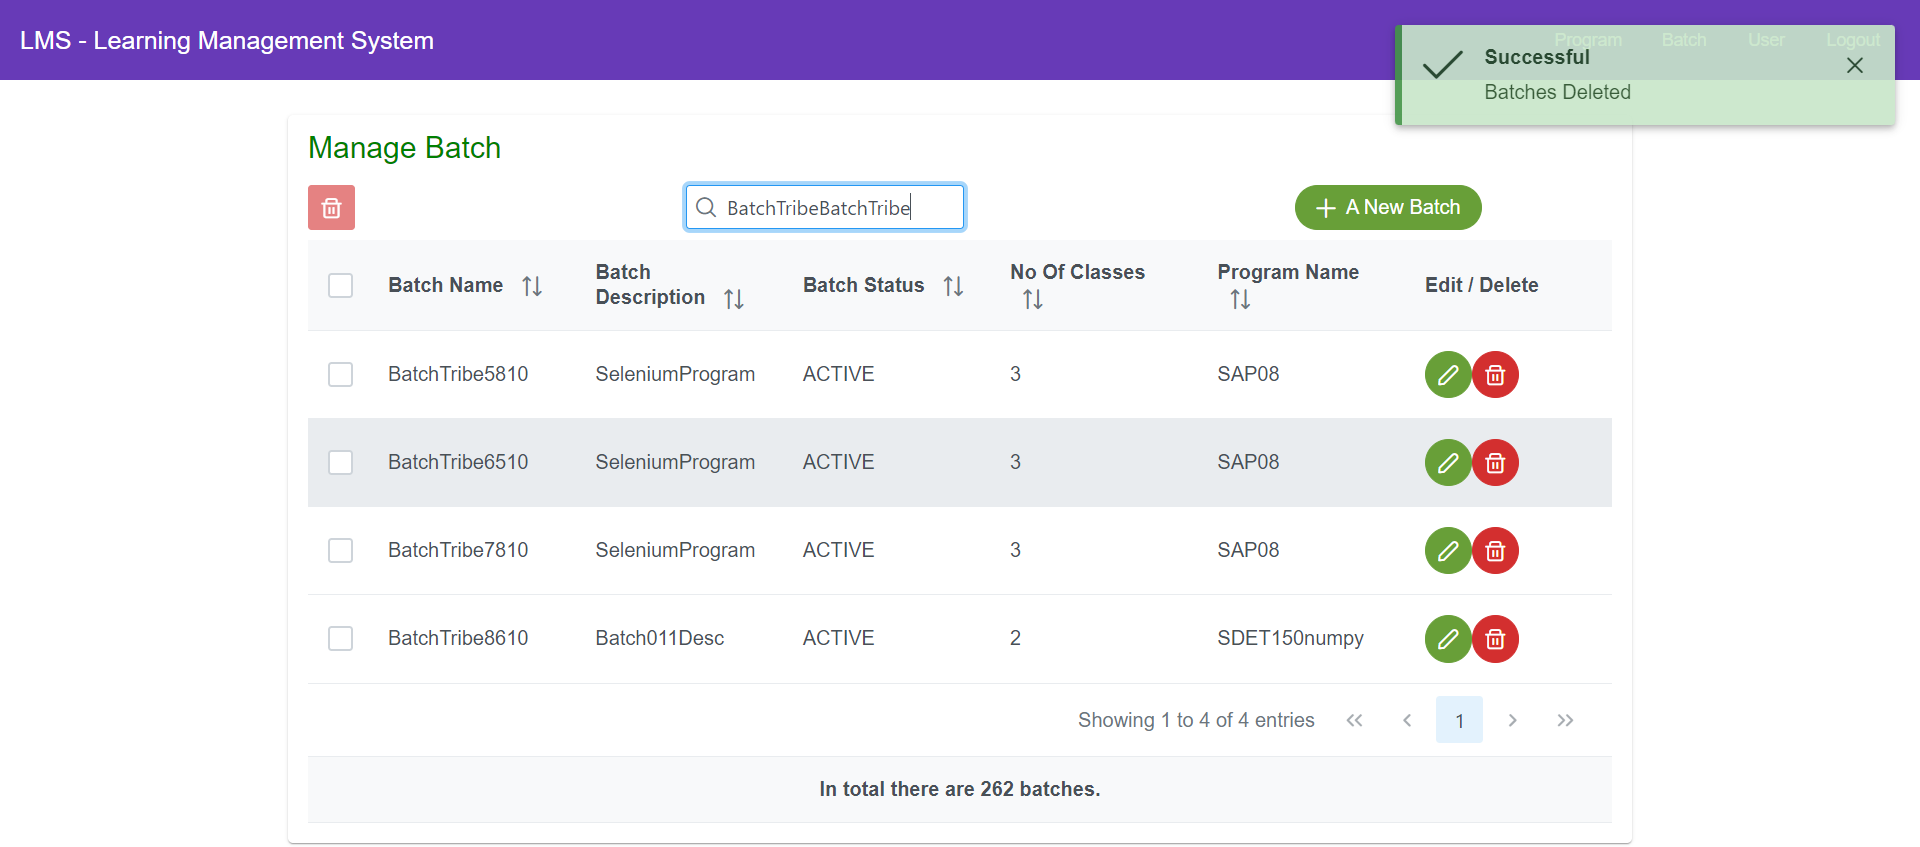 LMS - Learning Management System
Program Batch User Logout
Successful
Batches Deleted
Manage Batch
BatchTribeBatchTribe
A New Batch
Batch Name Batch Description Batch Status No Of Classes Program Name Edit / Delete
BatchTribe5810 SeleniumProgram ACTIVE 3 SAP08
BatchTribe6510 SeleniumProgram ACTIVE 3 SAP08
BatchTribe7810 SeleniumProgram ACTIVE 3 SAP08
BatchTribe8610 Batch011Desc ACTIVE 2 SDET150numpy
Showing 1 to 4 of 4 entries 1
In total there are 262 batches.